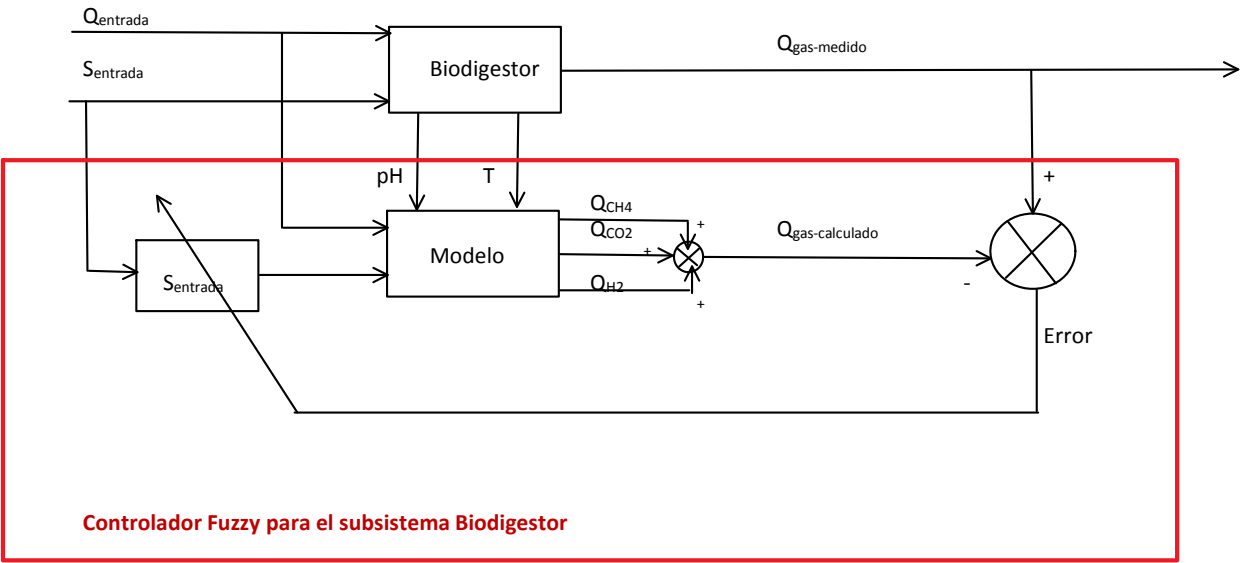 Qentrada
Qgas-medido
Sentrada
Biodigestor
pH
T
+
QCH4
+
QCO2
+
Qgas-calculado
Modelo
Sentrada
QH2
+
-
Error
Controlador Fuzzy para el subsistema Biodigestor